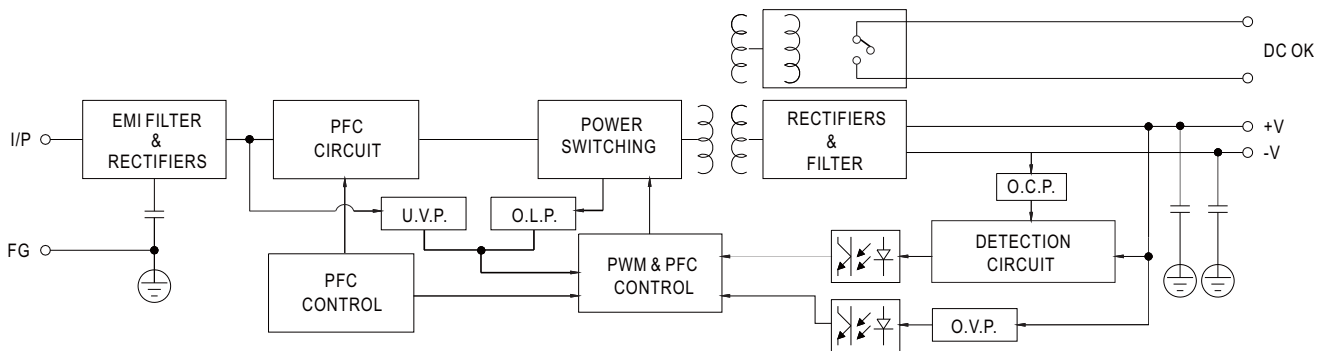 DC OK
I/P
EMI FILTER
&
RECTIFIERS
PFC
CIRCUIT
POWER
SWITCHING
RECTIFIERS
&
FILTER
+V
-V
O.C.P.
U.V.P.
O.L.P.
FG
PFC
CONTROL
PWM & PFC
CONTROL
DETECTION
CIRCUIT
O.V.P.